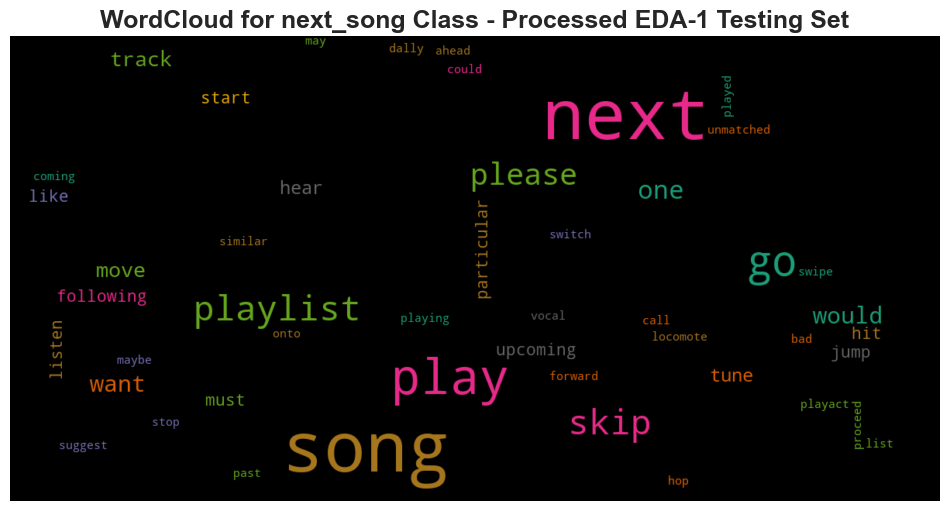 WordCloud for next_song Class - Processed EDA-1 Testing Set
may
dally
ahead
track
could
start
next
played
unmatched
coming
like
hear
please
one
particular
similar
switch
move
go
swipe
following
playlist
onto
playing
vocal
call
locomote
would
hit
bad
listen
maybe
want
upcoming
jump
play
forward
tune
must
stop
skip
playact
proceed
list
suggest
song
past
hop